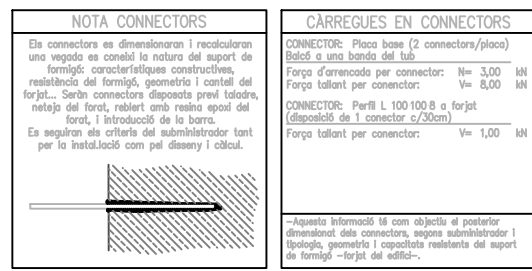 NOTA CONNECTORS
Els connectors es dimensionaran i recalcularan
una vegada es coneixi la natura del suport de
formigó: característiques constructives,
resistència del formigó, geometria i cantell del
forjat... Seràn connectors disposats previ taladre,
neteja del forat, reblert amb resina epoxi del
forat, i introducció de la barra.
Es seguiran els criteris del subministrador tant
per la instal.lació com pel disseny i càlcul.
CÀRREGUES EN CONNECTORS
CONNECTOR: Placa base (2 connectors/placa)
Balcó a una banda del tub
Força d'arrencada per connector: N= 3,00 kN
Força tallant per conenctor: V= 8,00 kN
CONNECTOR: Perfil L 100 100 8 a forjat
(disposició de 1 conector c/30cm)
Força tallant per conenctor: V= 1,00 kN
-Aquesta informació té com objectiu el posterior
dimensionat dels connectors, segons subministrador i
tipologia, geometria i capacitats resistents del suport
de formigó -forjat del edifici-.